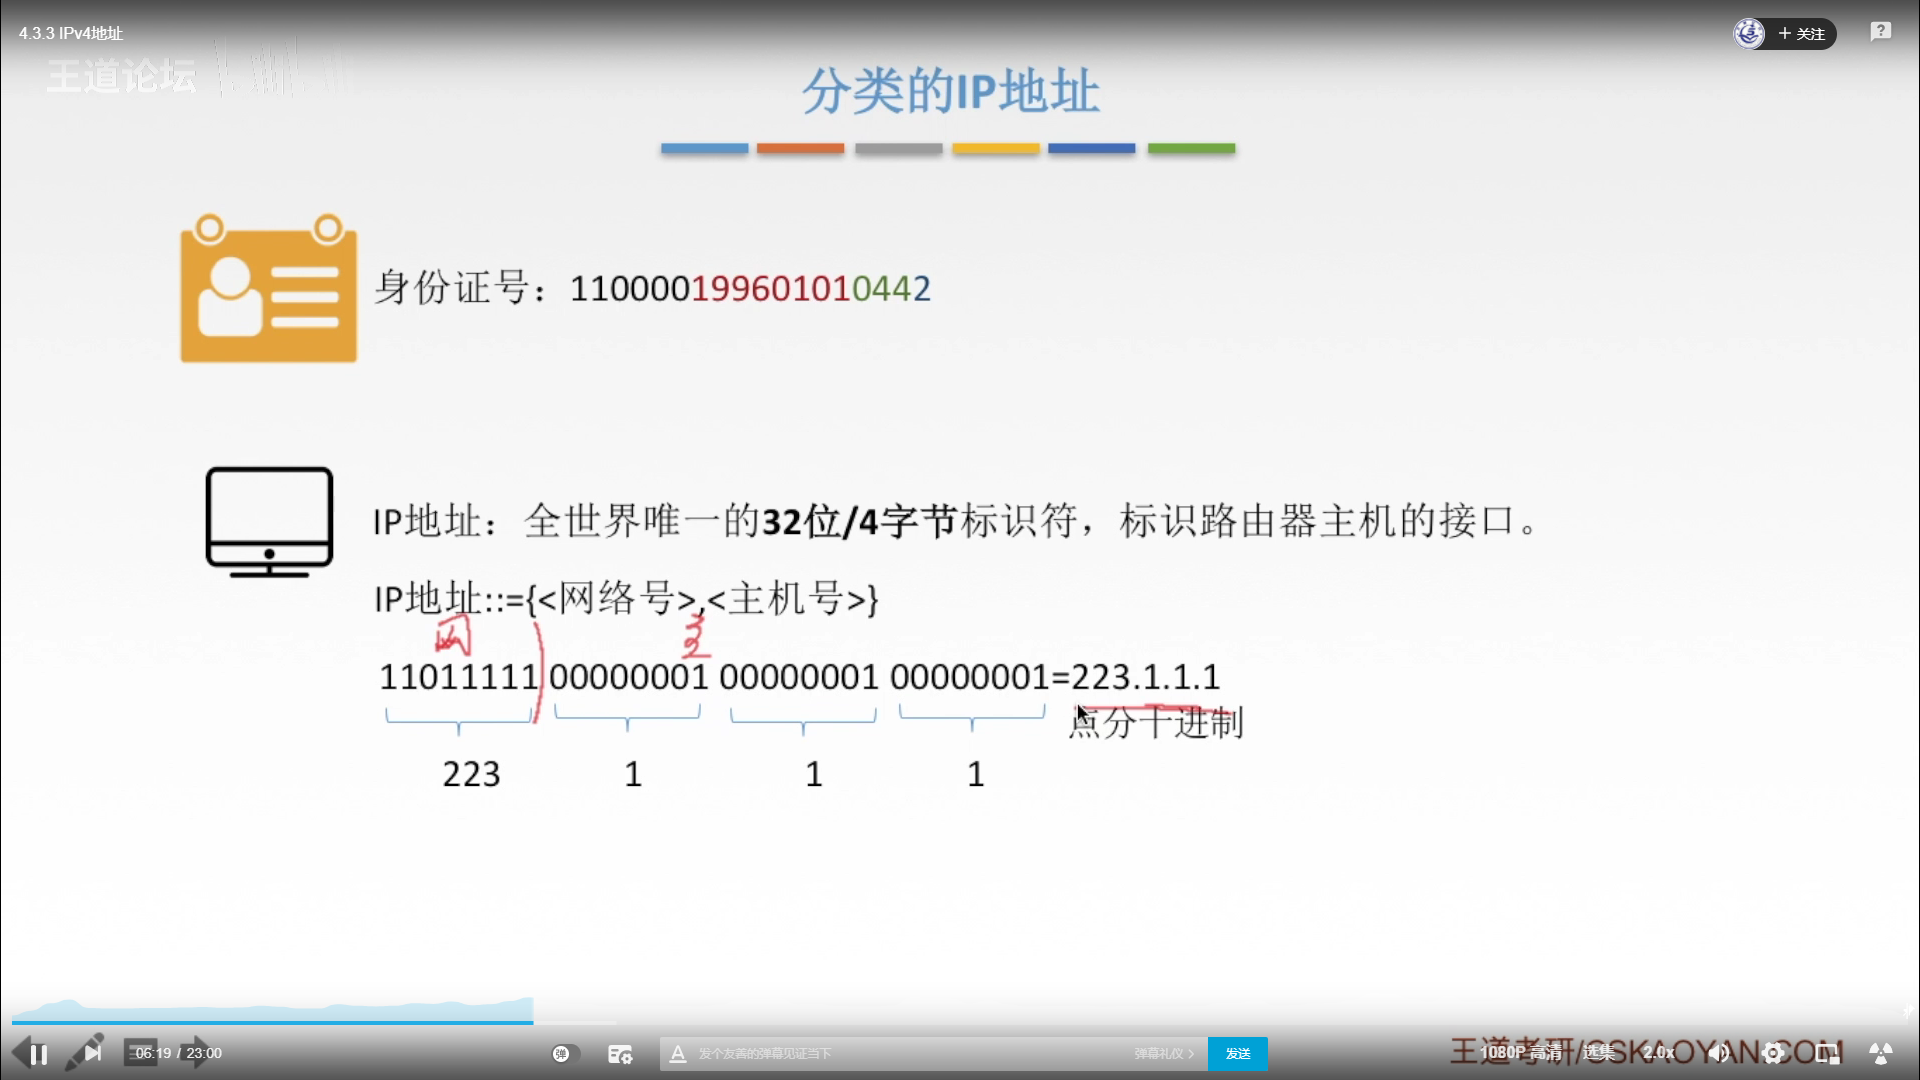 4.3.3 IPv4地址
+ 关注
王道论坛
分类的IP地址
身份证号：110000199601010442
IP地址：全世界唯一的32位/4字节标识符，标识路由器主机的接口。
IP地址::={<网络号>,<主机号>}
网
11011111 00000001 00000001 00000001=223.1.1.1
点分十进制
223 1 1 1
06:19 / 23:00
弹
发个友善的弹幕见证当下
弹幕礼仪 >
发送
王道考研/CSKAOYAN.COM
1080P 高清 选集 2.0x